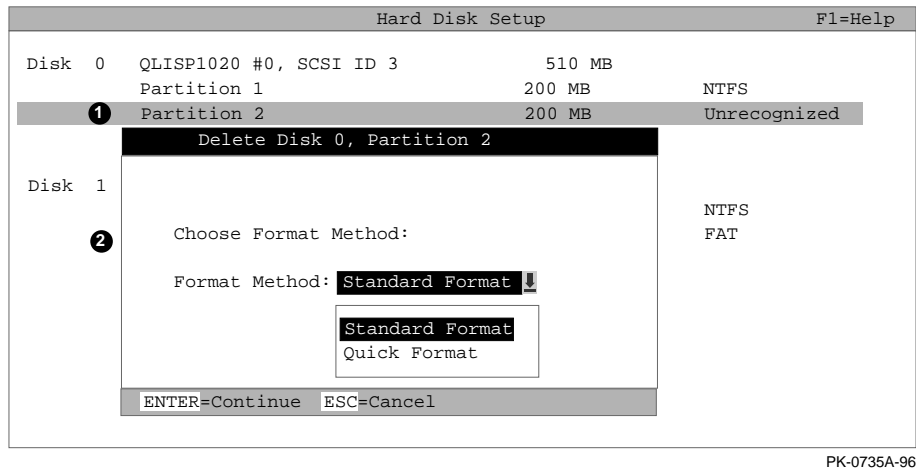 Hard Disk Setup F1=Help
Disk 0 QLISP1020 #0, SCSI ID 3 510 MB
Partition 1 200 MB NTFS
1 Partition 2 200 MB Unrecognized
Delete Disk 0, Partition 2
Disk 1
NTFS
2 Choose Format Method: FAT
Format Method: Standard Format
Standard Format
Quick Format
ENTER=Continue ESC=Cancel
PK-0735A-96